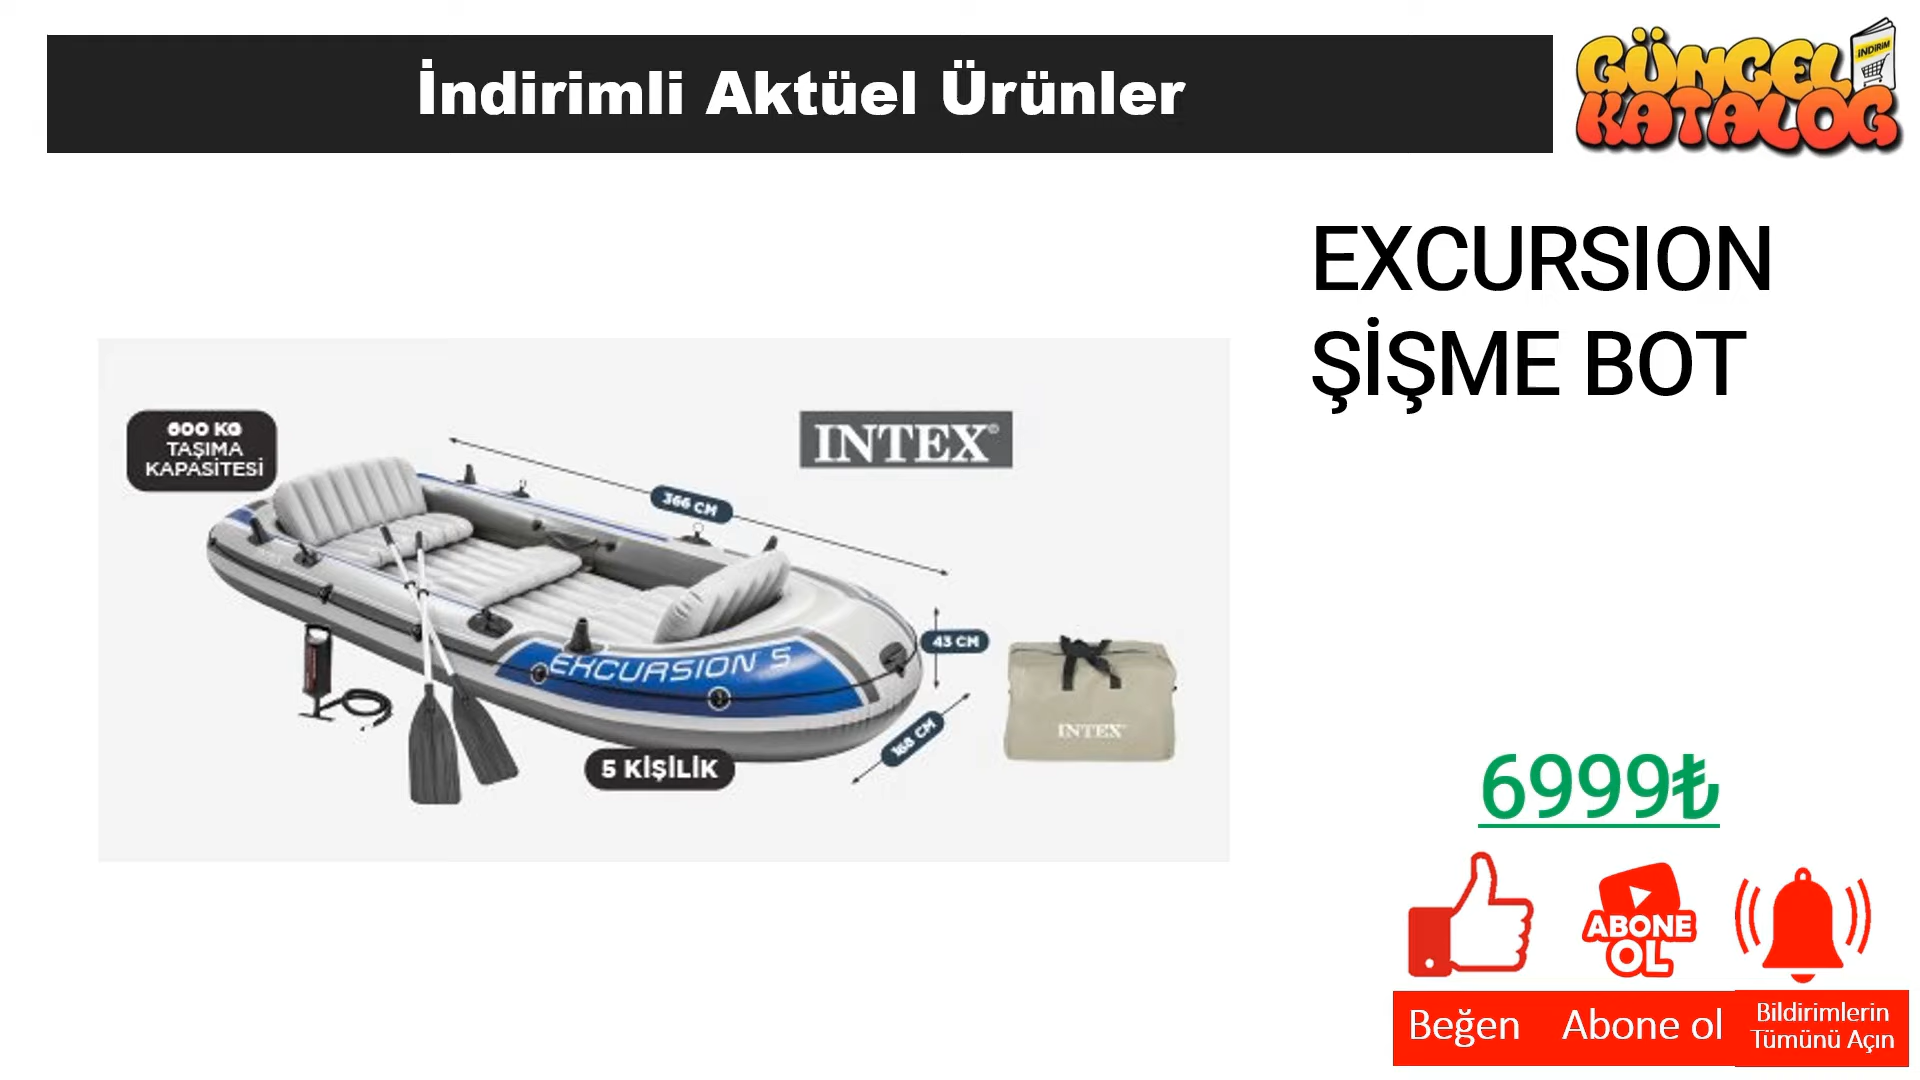 İndirimli Aktüel Ürünler
GÜNCEL
KATALOG
İNDİRİM
EXCURSION
ŞİŞME BOT
600 KG
TAŞIMA
KAPASİTESİ
INTEX®
366 CM
43 CM
EXCURSION 5
168 CM
INTEX
5 KİŞİLİK
6999₺
ABONE
OL
Beğen
Abone ol
Bildirimlerin
Tümünü Açın